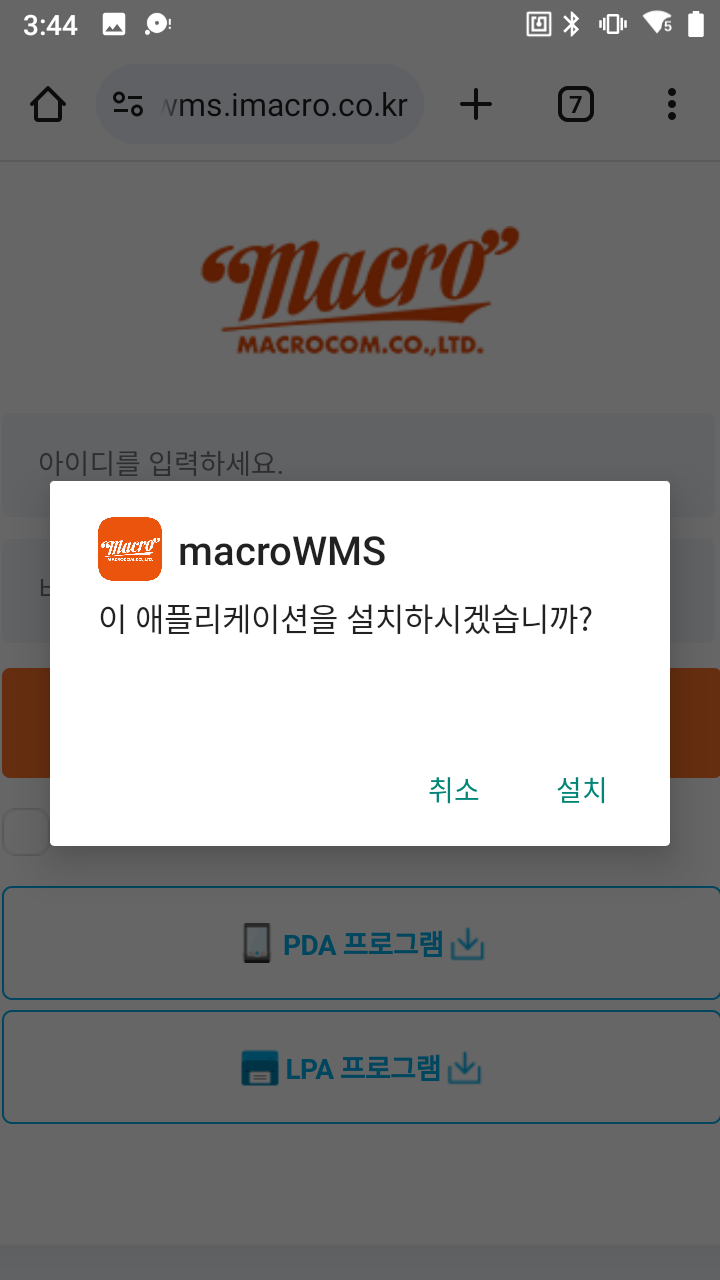 3:44
5
wms.imacro.co.kr
7
"Macro"
MACROCOM.CO.,LTD.
아이디를 입력하세요.
macroWMS
이 애플리케이션을 설치하시겠습니까?
취소
설치
PDA 프로그램
LPA 프로그램